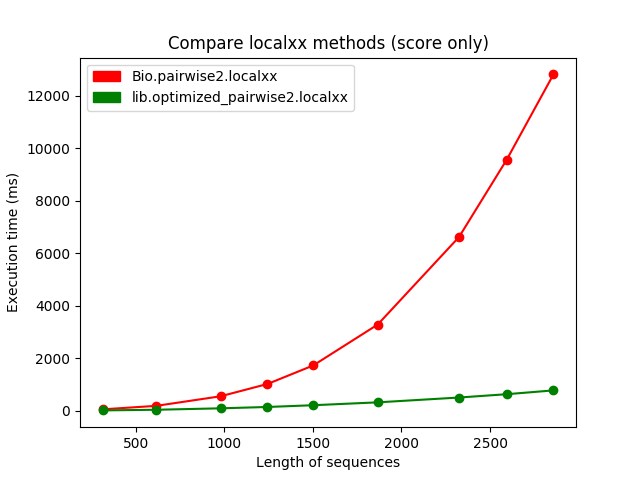 Compare localxx methods (score only)
Bio.pairwise2.localxx
lib.optimized_pairwise2.localxx
Execution time (ms)
12000
10000
8000
6000
4000
2000
0
500 1000 1500 2000 2500
Length of sequences